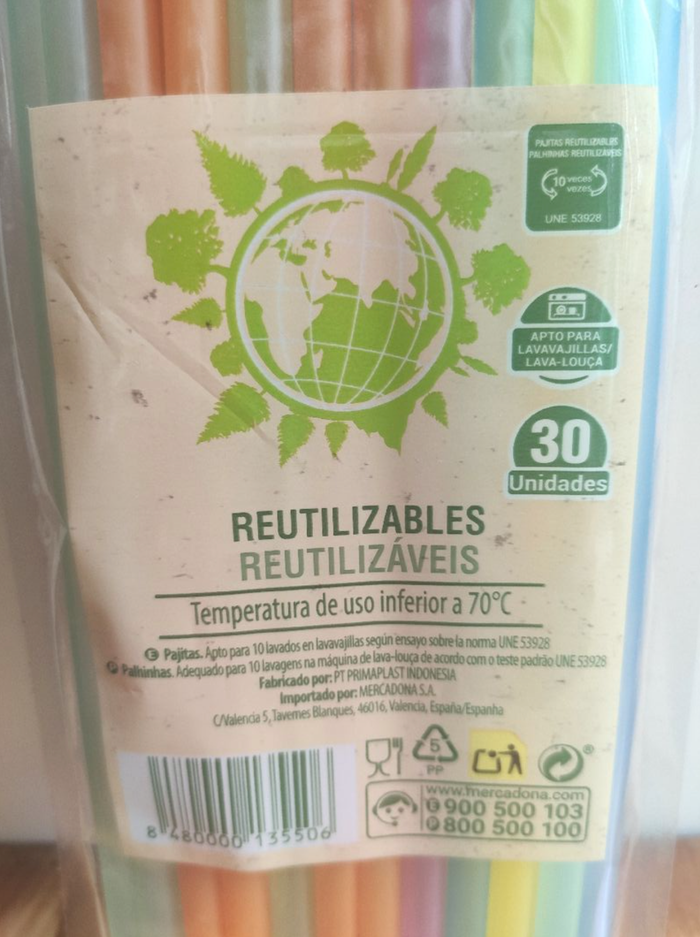 PAJITAS REUTILIZABLES
PALHINHAS REUTILIZÁVEIS
10 veces
vezes
UNE 53928
APTO PARA
LAVAVAJILLAS/
LAVA-LOUÇA
30
Unidades
REUTILIZABLES
REUTILIZÁVEIS
Temperatura de uso inferior a 70°C
E Pajitas. Apto para 10 lavados en lavavajillas según ensayo sobre la norma UNE 53928
P Palhinhas. Adequado para 10 lavagens na máquina de lava-louça de acordo com o teste padrão UNE 53928
Fabricado por: PT PRIMAPLAST INDONESIA
Importado por: MERCADONA S.A.
C/Valencia 5, Tavernes Blanques, 46016, Valencia, España/Espanha
5
PP
®
www.mercadona.com
E 900 500 103
P 800 500 100
8 480000 135506